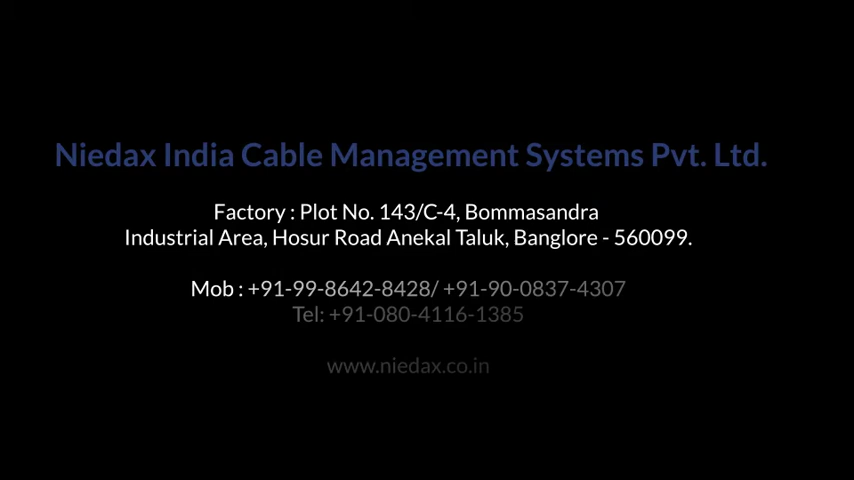 Niedax India Cable Management Systems Pvt. Ltd.
Factory : Plot No. 143/C-4, Bommasandra
Industrial Area, Hosur Road Anekal Taluk, Banglore - 560099.
Mob : +91-99-8642-8428/ +91-90-0837-4307
Tel: +91-080-4116-1385
www.niedax.co.in